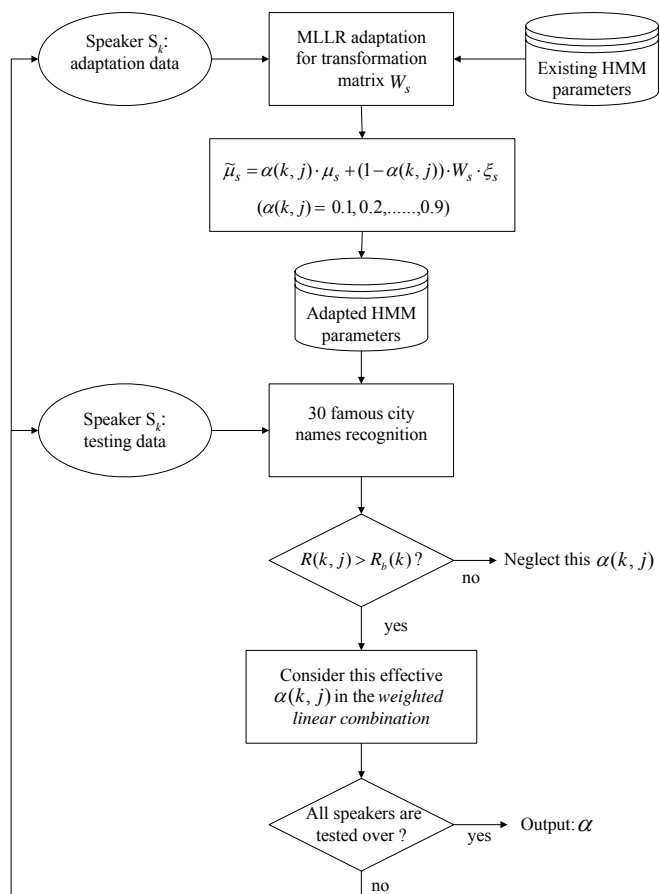 Speaker S_k:
adaptation data
MLLR adaptation
for transformation
matrix W_s
Existing HMM
parameters
μ̃_s = α(k, j) · μ_s + (1 − α(k, j)) · W_s · ξ_s
(α(k, j) = 0.1, 0.2,......,0.9)
Adapted HMM
parameters
Speaker S_k:
testing data
30 famous city
names recognition
R(k, j) > R_b(k) ?
no
Neglect this α(k, j)
yes
Consider this effective
α(k, j) in the weighted
linear combination
All speakers are
tested over ?
yes
Output: α
no